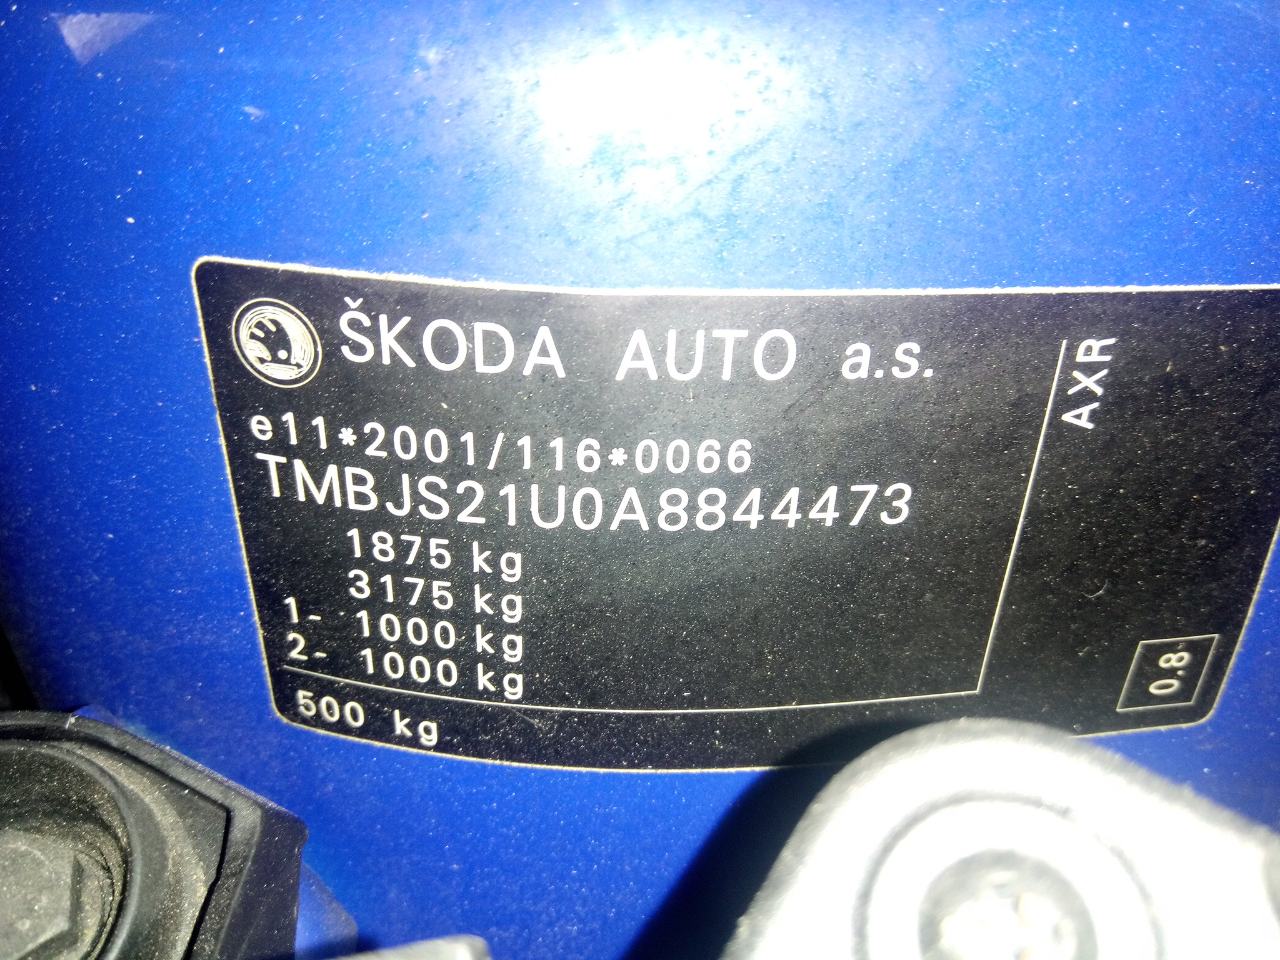 ŠKODA AUTO a.s.
e11*2001/116*0066
TMBJS21U0A8844473
1875 kg
3175 kg
1- 1000 kg
2- 1000 kg
500 kg
AXR
0.8